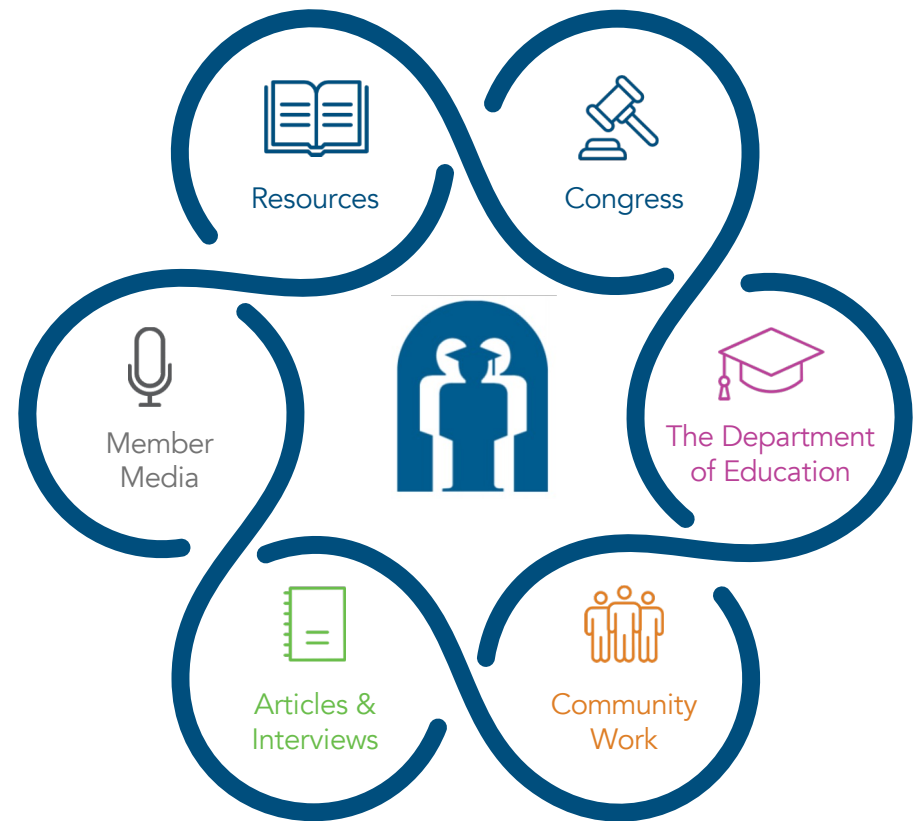 Resources
Congress
Member
Media
The Department
of Education
Articles &
Interviews
Community
Work